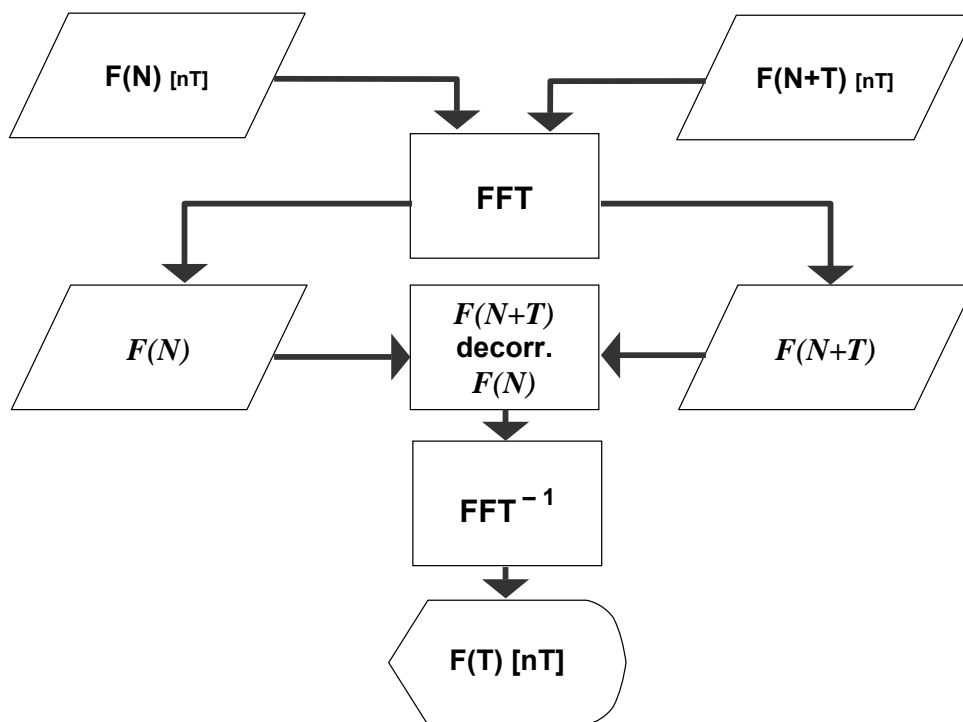 F(N) [nT]
F(N+T) [nT]
FFT
F(N)
F(N+T)
decorr.
F(N)
F(N+T)
FFT – 1
F(T) [nT]